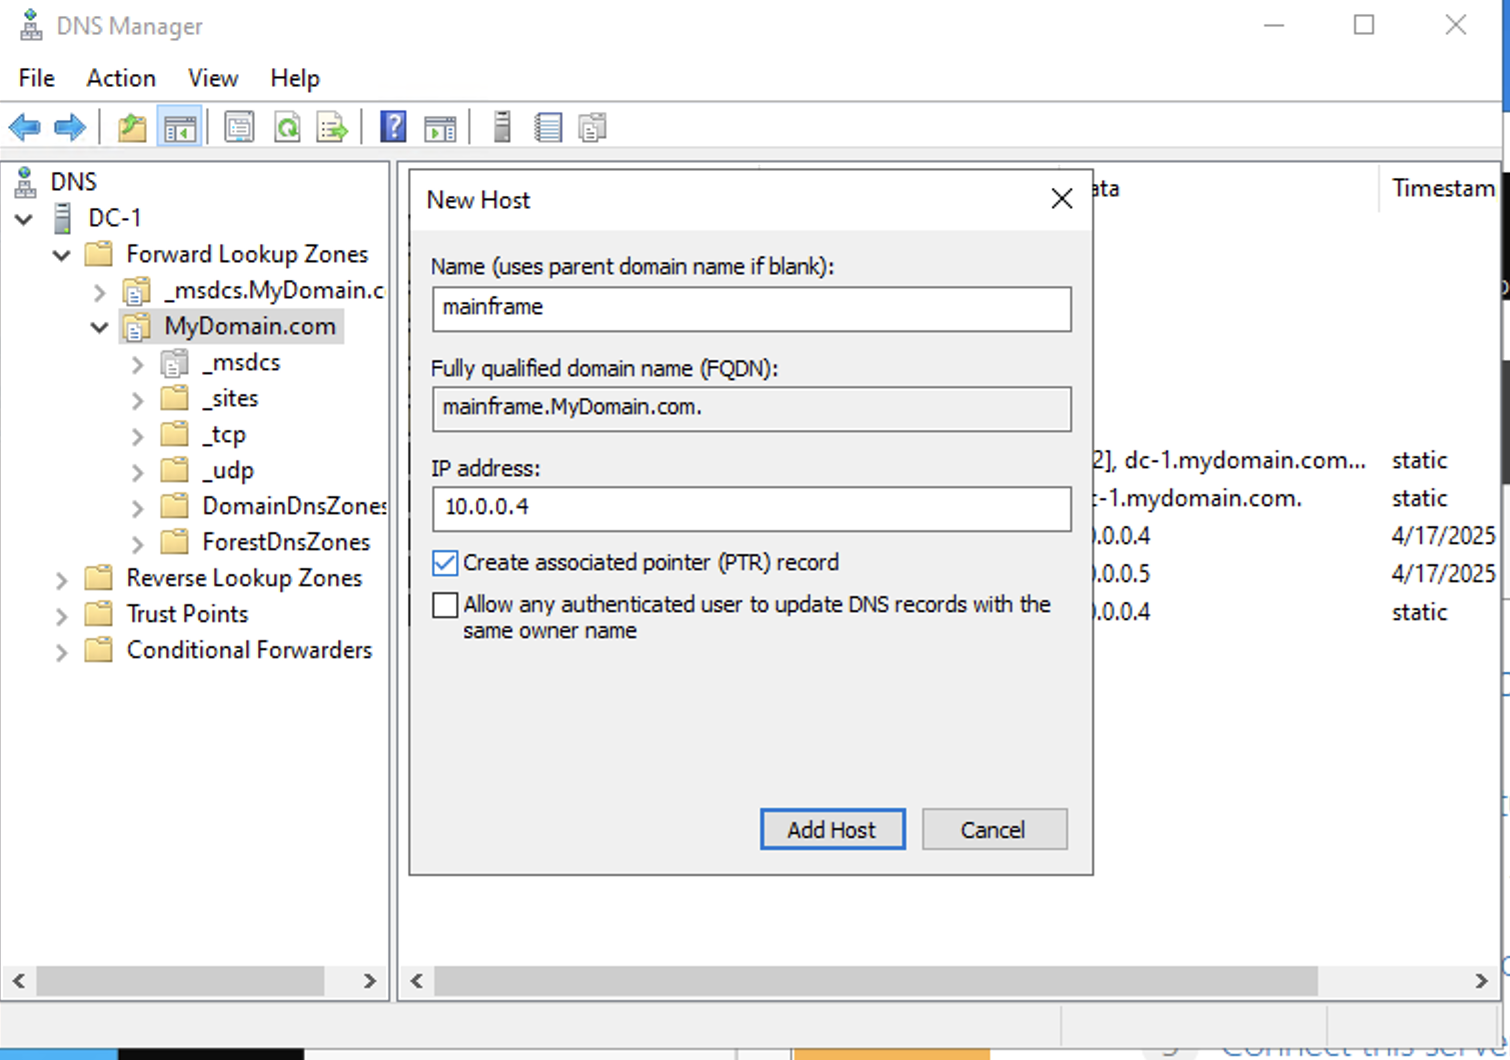 DNS Manager
File Action View Help
DNS
DC-1
Forward Lookup Zones
_msdcs.MyDomain.c
MyDomain.com
_msdcs
_sites
_tcp
_udp
DomainDnsZones
ForestDnsZones
Reverse Lookup Zones
Trust Points
Conditional Forwarders
New Host
Name (uses parent domain name if blank):
mainframe
Fully qualified domain name (FQDN):
mainframe.MyDomain.com.
IP address:
10.0.0.4
Create associated pointer (PTR) record
Allow any authenticated user to update DNS records with the
same owner name
Add Host Cancel
ata Timestam
2], dc-1.mydomain.com... static
-1.mydomain.com. static
.0.0.4 4/17/2025
.0.0.5 4/17/2025
.0.0.4 static
Connect this serve